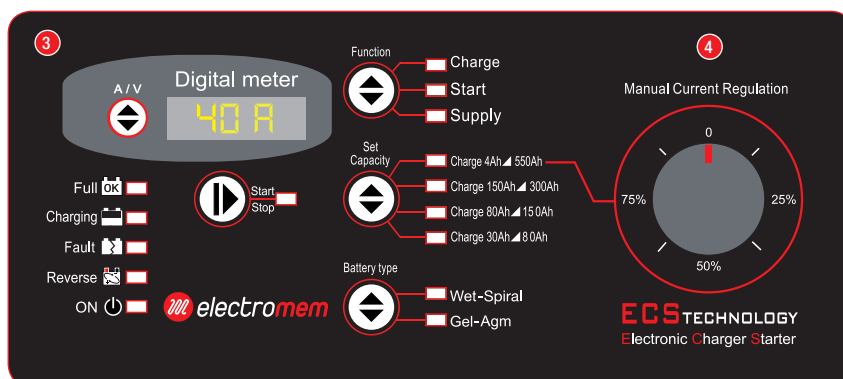 3
4
A / V
Digital meter
40 A
Function
Charge
Start
Supply
Manual Current Regulation
0
25%
50%
75%
Set
Capacity
Charge 4Ah◢ 550Ah
Charge 150Ah◢ 300Ah
Charge 80Ah◢ 150Ah
Charge 30Ah◢ 80Ah
Full OK
Charging
Fault
Reverse
ON
Start
Stop
electromem
Battery type
Wet-Spiral
Gel-Agm
ECS TECHNOLOGY
Electronic Charger Starter